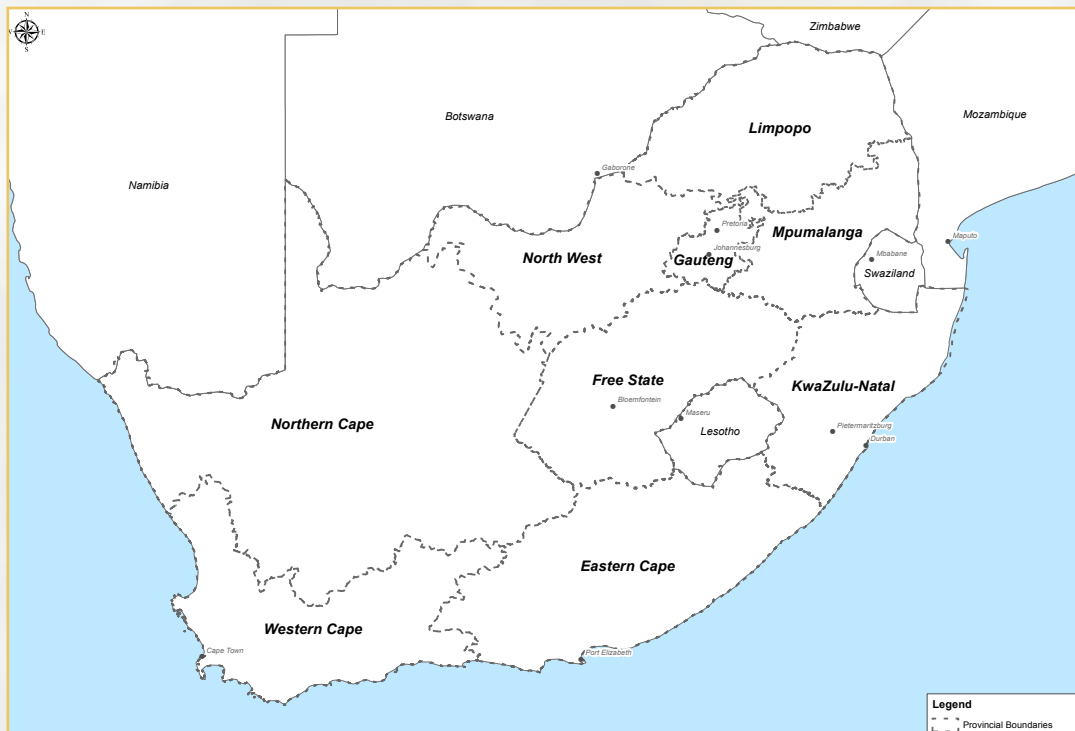 N
W
E
S
Zimbabwe
Botswana
Mozambique
Limpopo
Gaborone
Namibia
Pretoria
Mpumalanga
Maputo
Johannesburg
North West
Gauteng
Mbabane
Swaziland
Free State
KwaZulu-Natal
Bloemfontein
Maseru
Northern Cape
Lesotho
Pietermaritzburg
Durban
Eastern Cape
Western Cape
Cape Town
Port Elizabeth
Legend
Provincial Boundaries